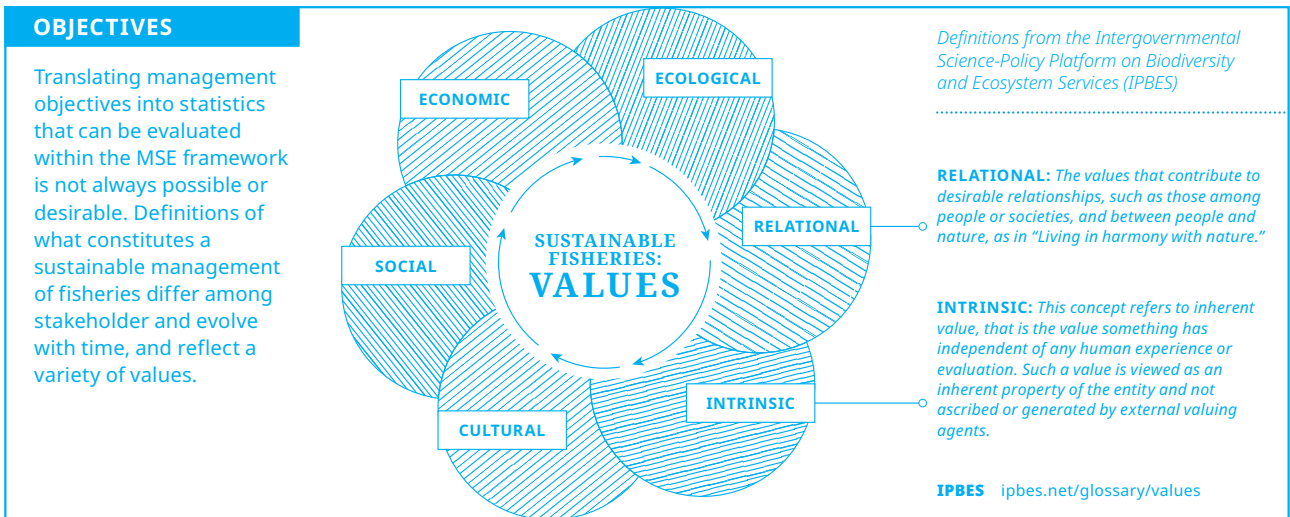 OBJECTIVES
Translating management
objectives into statistics
that can be evaluated
within the MSE framework
is not always possible or
desirable. Definitions of
what constitutes a
sustainable management
of fisheries differ among
stakeholder and evolve
with time, and reflect a
variety of values.
ECONOMIC
ECOLOGICAL
RELATIONAL
SOCIAL
SUSTAINABLE
FISHERIES:
VALUES
INTRINSIC
CULTURAL
Definitions from the Intergovernmental
Science-Policy Platform on Biodiversity
and Ecosystem Services (IPBES)
RELATIONAL: The values that contribute to
desirable relationships, such as those among
people or societies, and between people and
nature, as in “Living in harmony with nature.”
INTRINSIC: This concept refers to inherent
value, that is the value something has
independent of any human experience or
evaluation. Such a value is viewed as an
inherent property of the entity and not
ascribed or generated by external valuing
agents.
IPBES ipbes.net/glossary/values